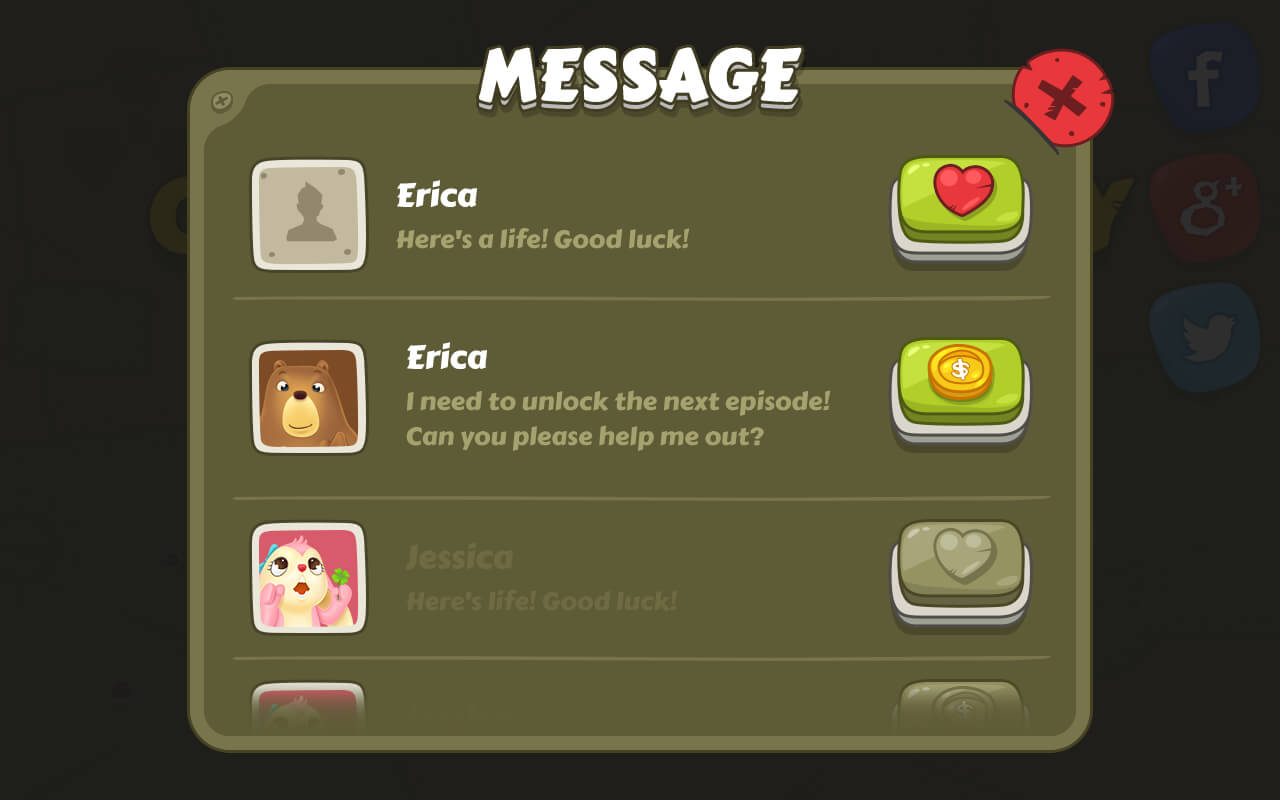 MESSAGE
Erica
Here's a life! Good luck!
Erica
I need to unlock the next episode!
Can you please help me out?
Jessica
Here's life! Good luck!